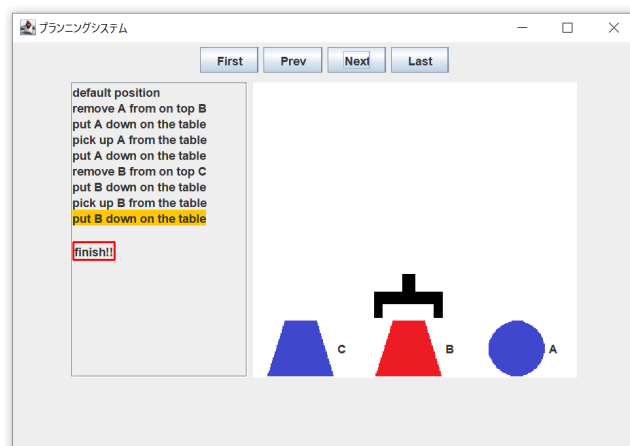 プランニングシステム
First Prev Next Last
default position
remove A from on top B
put A down on the table
pick up A from the table
put A down on the table
remove B from on top C
put B down on the table
pick up B from the table
put B down on the table
finish!!
C B A